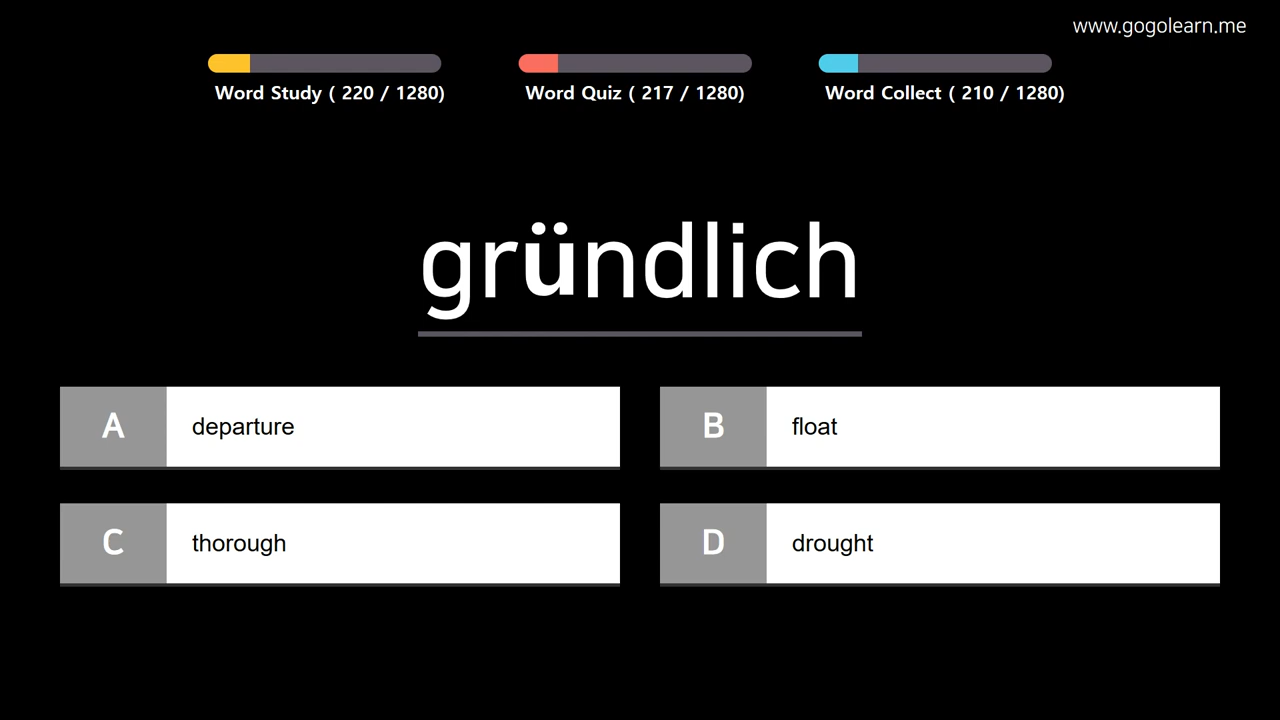 www.gogolearn.me
Word Study ( 220 / 1280)
Word Quiz ( 217 / 1280)
Word Collect ( 210 / 1280)
gründlich
A departure
B float
C thorough
D drought